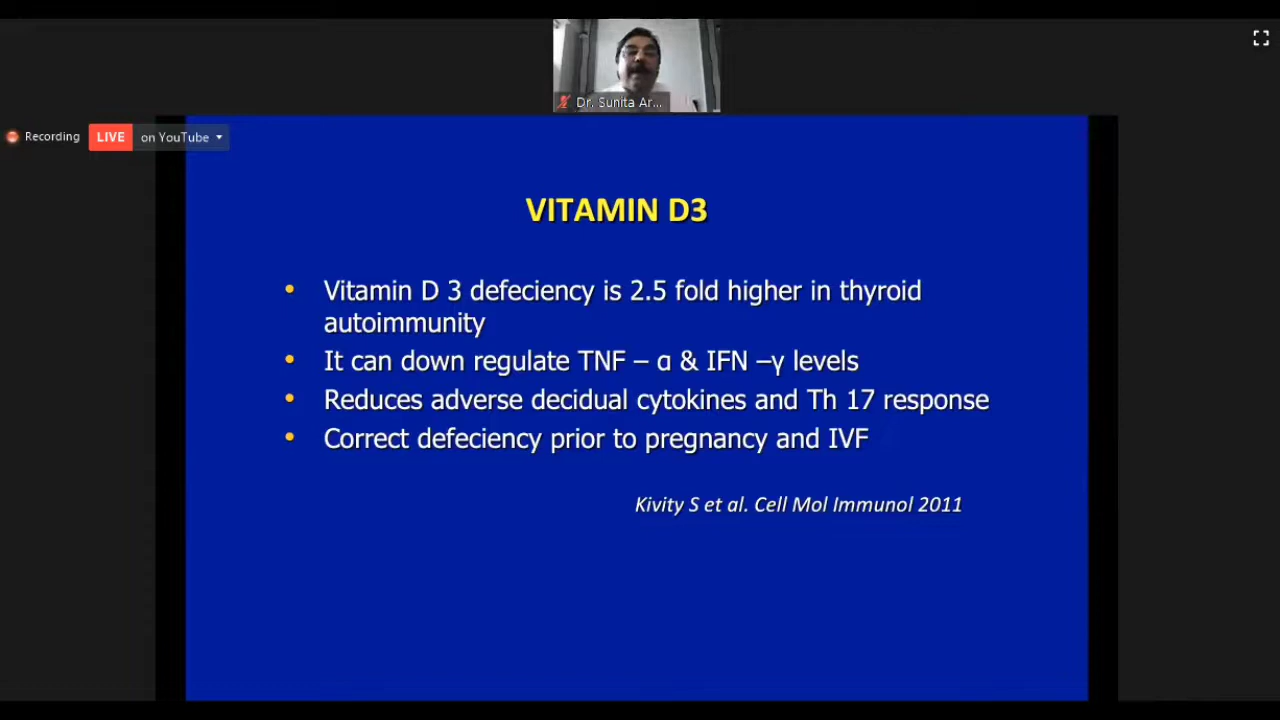 Dr. Sunita Ar...
Recording
LIVE
on YouTube
VITAMIN D3
• Vitamin D 3 defeciency is 2.5 fold higher in thyroid
autoimmunity
• It can down regulate TNF – α & IFN –γ levels
• Reduces adverse decidual cytokines and Th 17 response
• Correct defeciency prior to pregnancy and IVF
Kivity S et al. Cell Mol Immunol 2011